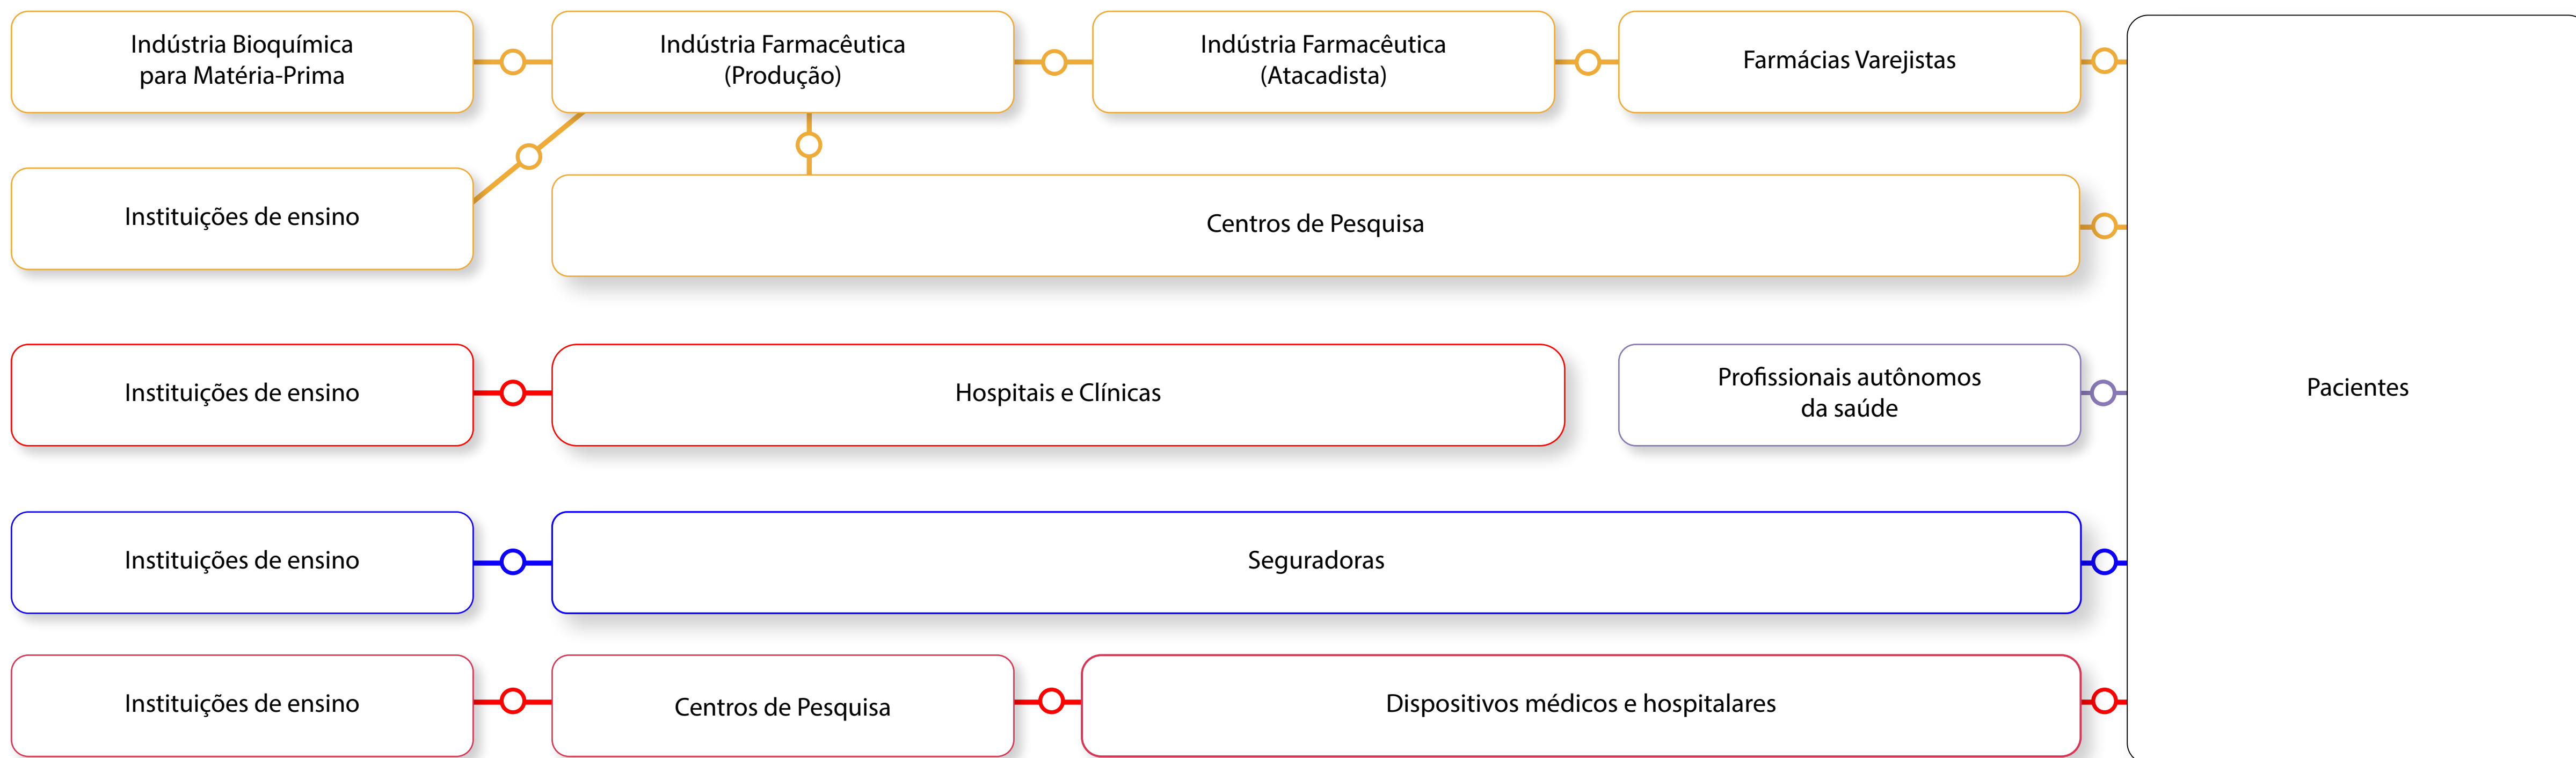 Indústria Bioquímica
para Matéria-Prima
Indústria Farmacêutica
(Produção)
Indústria Farmacêutica
(Atacadista)
Farmácias Varejistas
Instituições de ensino
Centros de Pesquisa
Instituições de ensino
Hospitais e Clínicas
Profissionais autônomos
da saúde
Pacientes
Instituições de ensino
Seguradoras
Instituições de ensino
Centros de Pesquisa
Dispositivos médicos e hospitalares